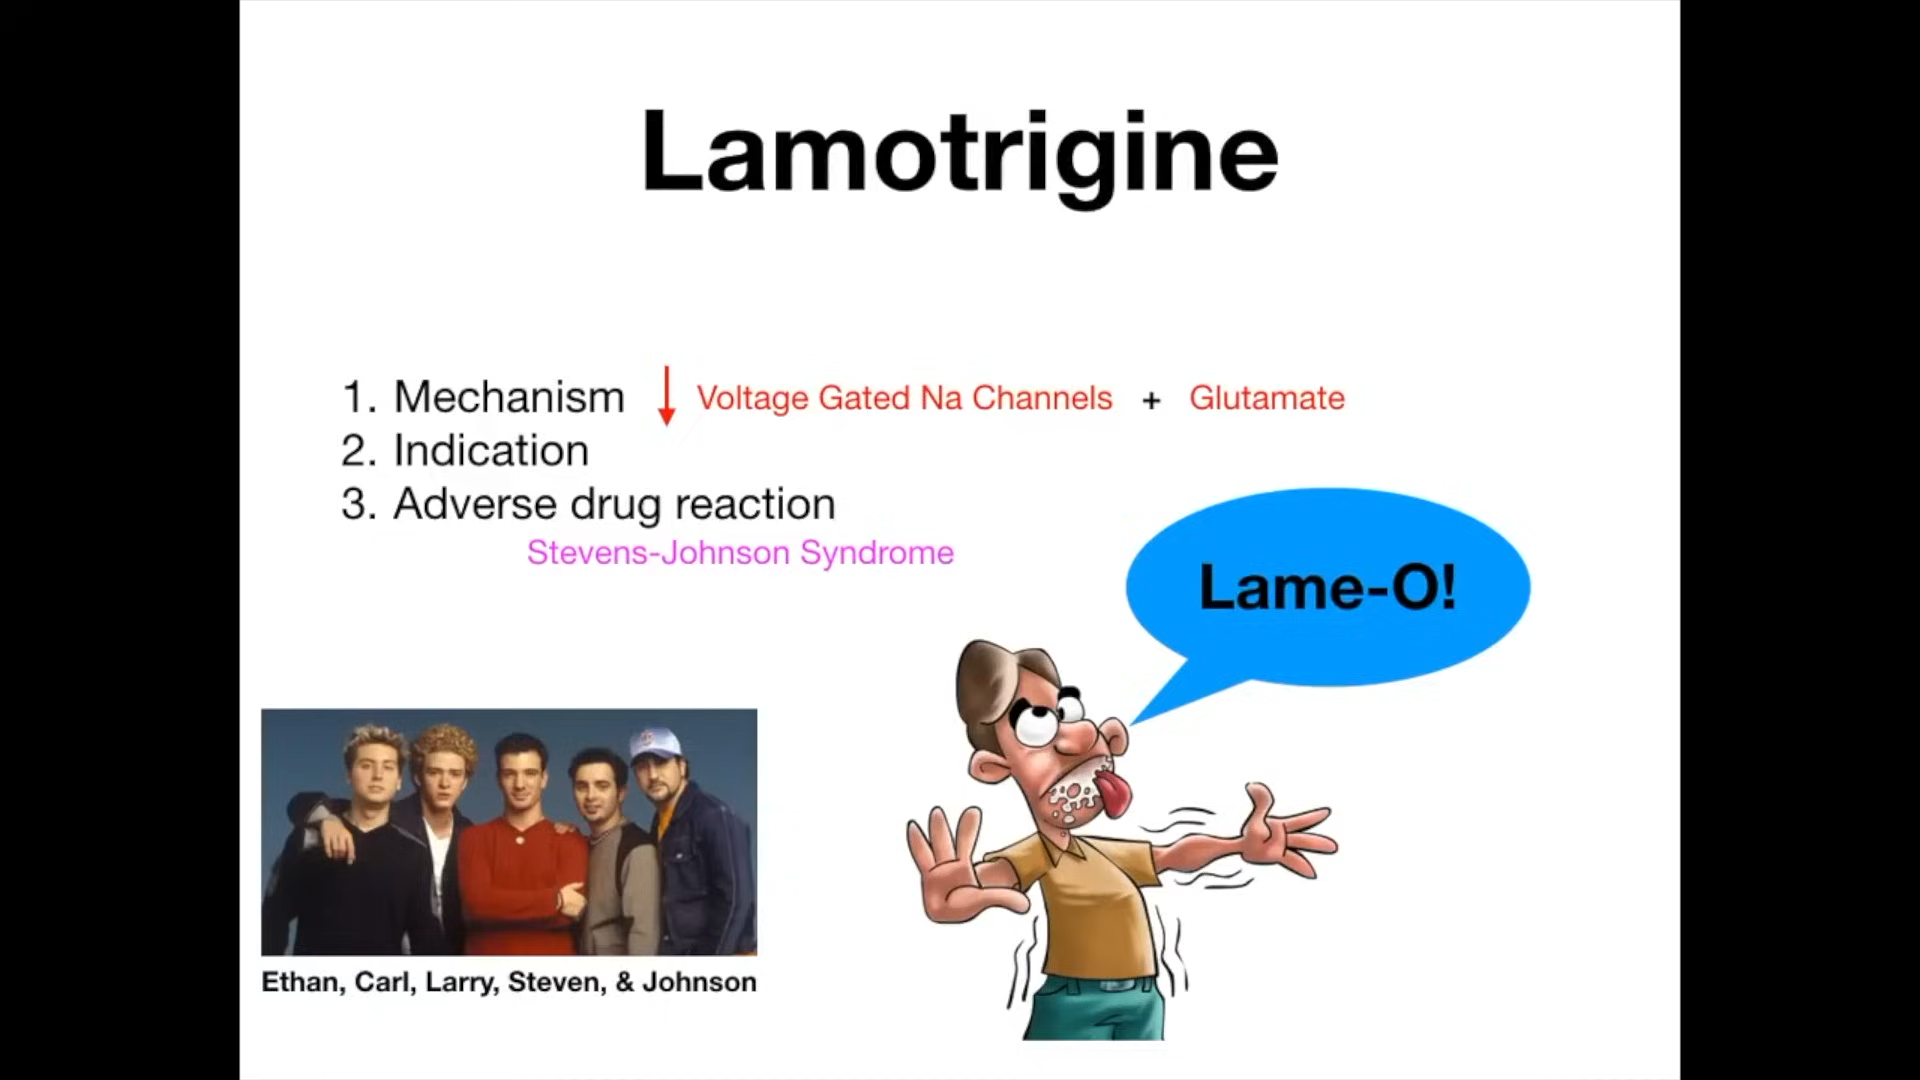 Lamotrigine
1. Mechanism ↓ Voltage Gated Na Channels + Glutamate
2. Indication
3. Adverse drug reaction
Stevens-Johnson Syndrome
Lame-O!
Ethan, Carl, Larry, Steven, & Johnson